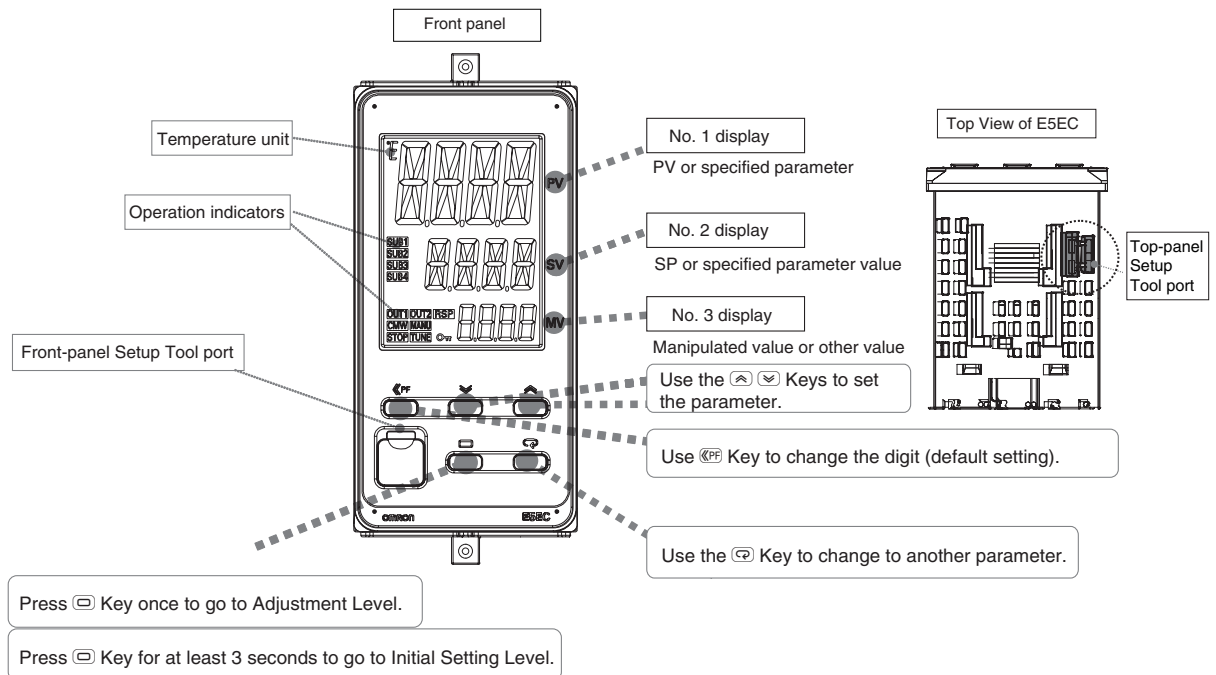 Front panel
Temperature unit
Operation indicators
Front-panel Setup Tool port
℃
PV
SUB1
SUB2
SUB3
SUB4
SV
OUT1 OUT2 RSP
CMW MANU
STOP TUNE
MV
PF
omron E5EC
No. 1 display
PV or specified parameter
No. 2 display
SP or specified parameter value
No. 3 display
Manipulated value or other value
Use the Keys to set
the parameter.
Use PF Key to change the digit (default setting).
Use the Key to change to another parameter.
Press Key once to go to Adjustment Level.
Press Key for at least 3 seconds to go to Initial Setting Level.
Top View of E5EC
Top-panel
Setup
Tool port